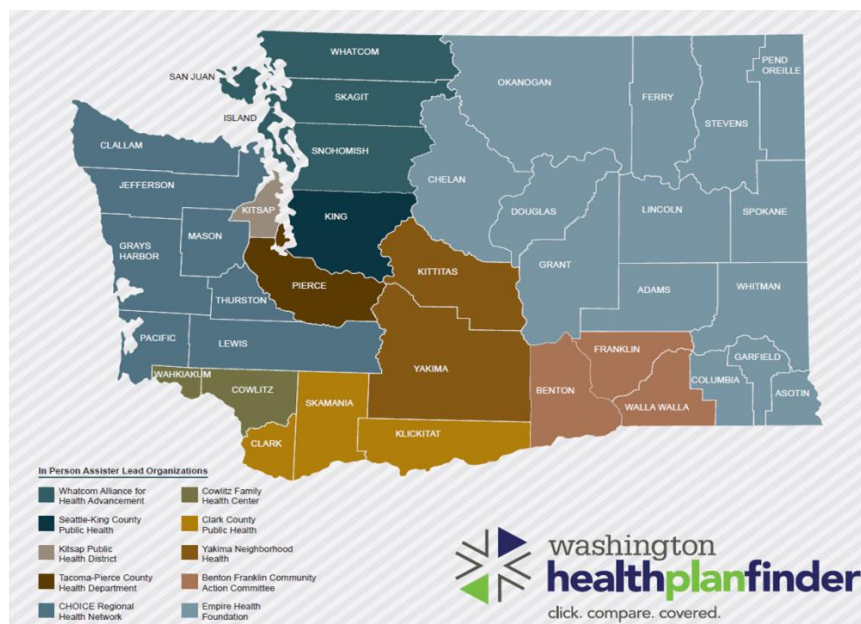 WHATCOM
SAN JUAN
SKAGIT
ISLAND
SNOHOMISH
CLALLAM
JEFFERSON
KITSAP
KING
MASON
GRAYS
HARBOR
PIERCE
THURSTON
PACIFIC
LEWIS
WAHKIAKUM
COWLITZ
SKAMANIA
CLARK
KLICKITAT
OKANOGAN
FERRY
STEVENS
PEND
OREILLE
CHELAN
DOUGLAS
LINCOLN
SPOKANE
GRANT
KITTITAS
ADAMS
WHITMAN
YAKIMA
BENTON
FRANKLIN
WALLA WALLA
COLUMBIA
GARFIELD
ASOTIN
In Person Assister Lead Organizations
Whatcom Alliance for
Health Advancement
Seattle-King County
Public Health
Kitsap Public
Health District
Tacoma-Pierce County
Health Department
CHOICE Regional
Health Network
Cowlitz Family
Health Center
Clark County
Public Health
Yakima Neighborhood
Health
Benton Franklin Community
Action Committee
Empire Health
Foundation
washington
healthplanfinder
click. compare. covered.